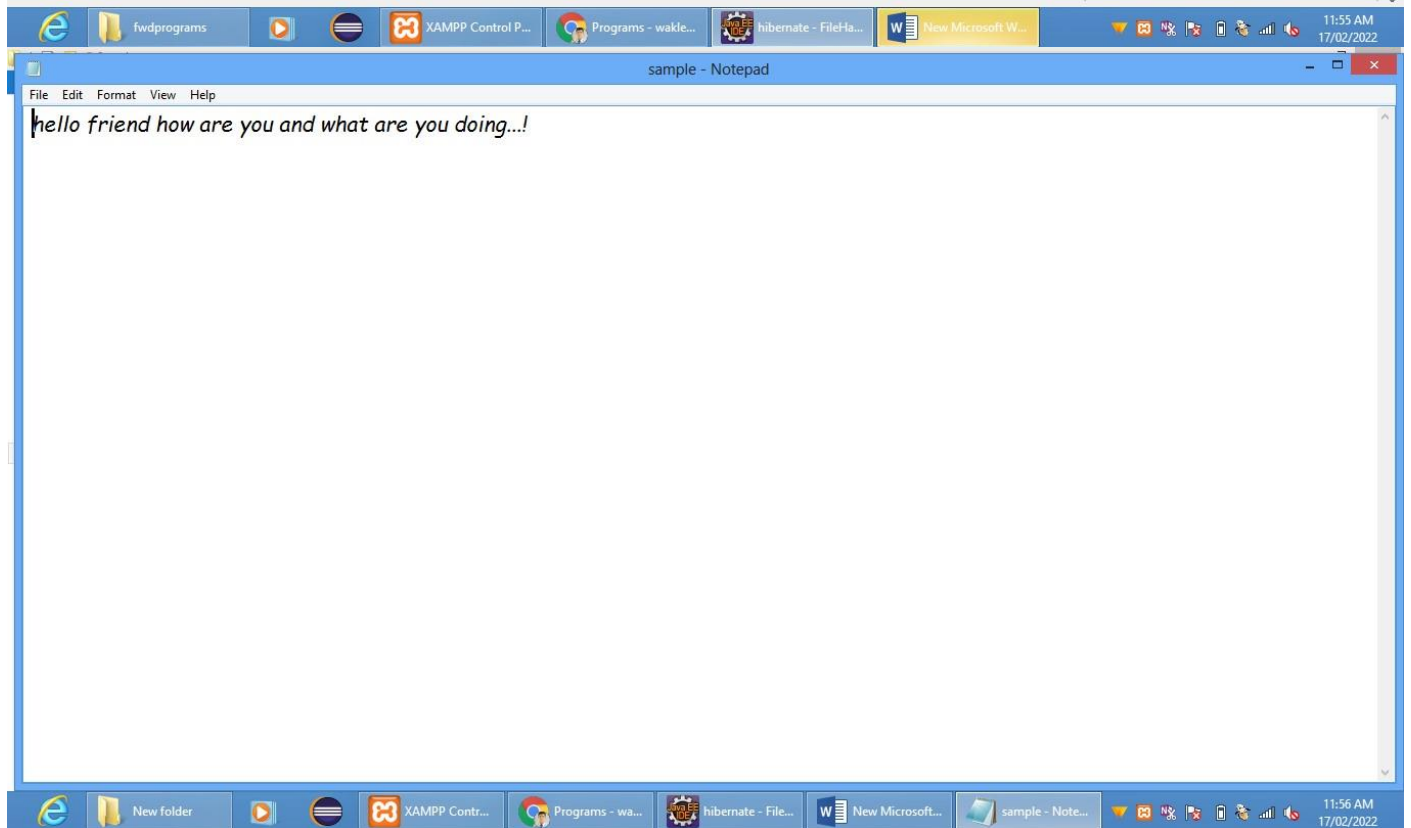 fwdprograms
XAMPP Control P...
Programs - wakle...
hibernate - FileHa...
New Microsoft W...
11:55 AM
17/02/2022
sample - Notepad
File Edit Format View Help
hello friend how are you and what are you doing...!
New folder
XAMPP Contr...
Programs - wa...
hibernate - File...
New Microsoft...
sample - Note...
11:56 AM
17/02/2022